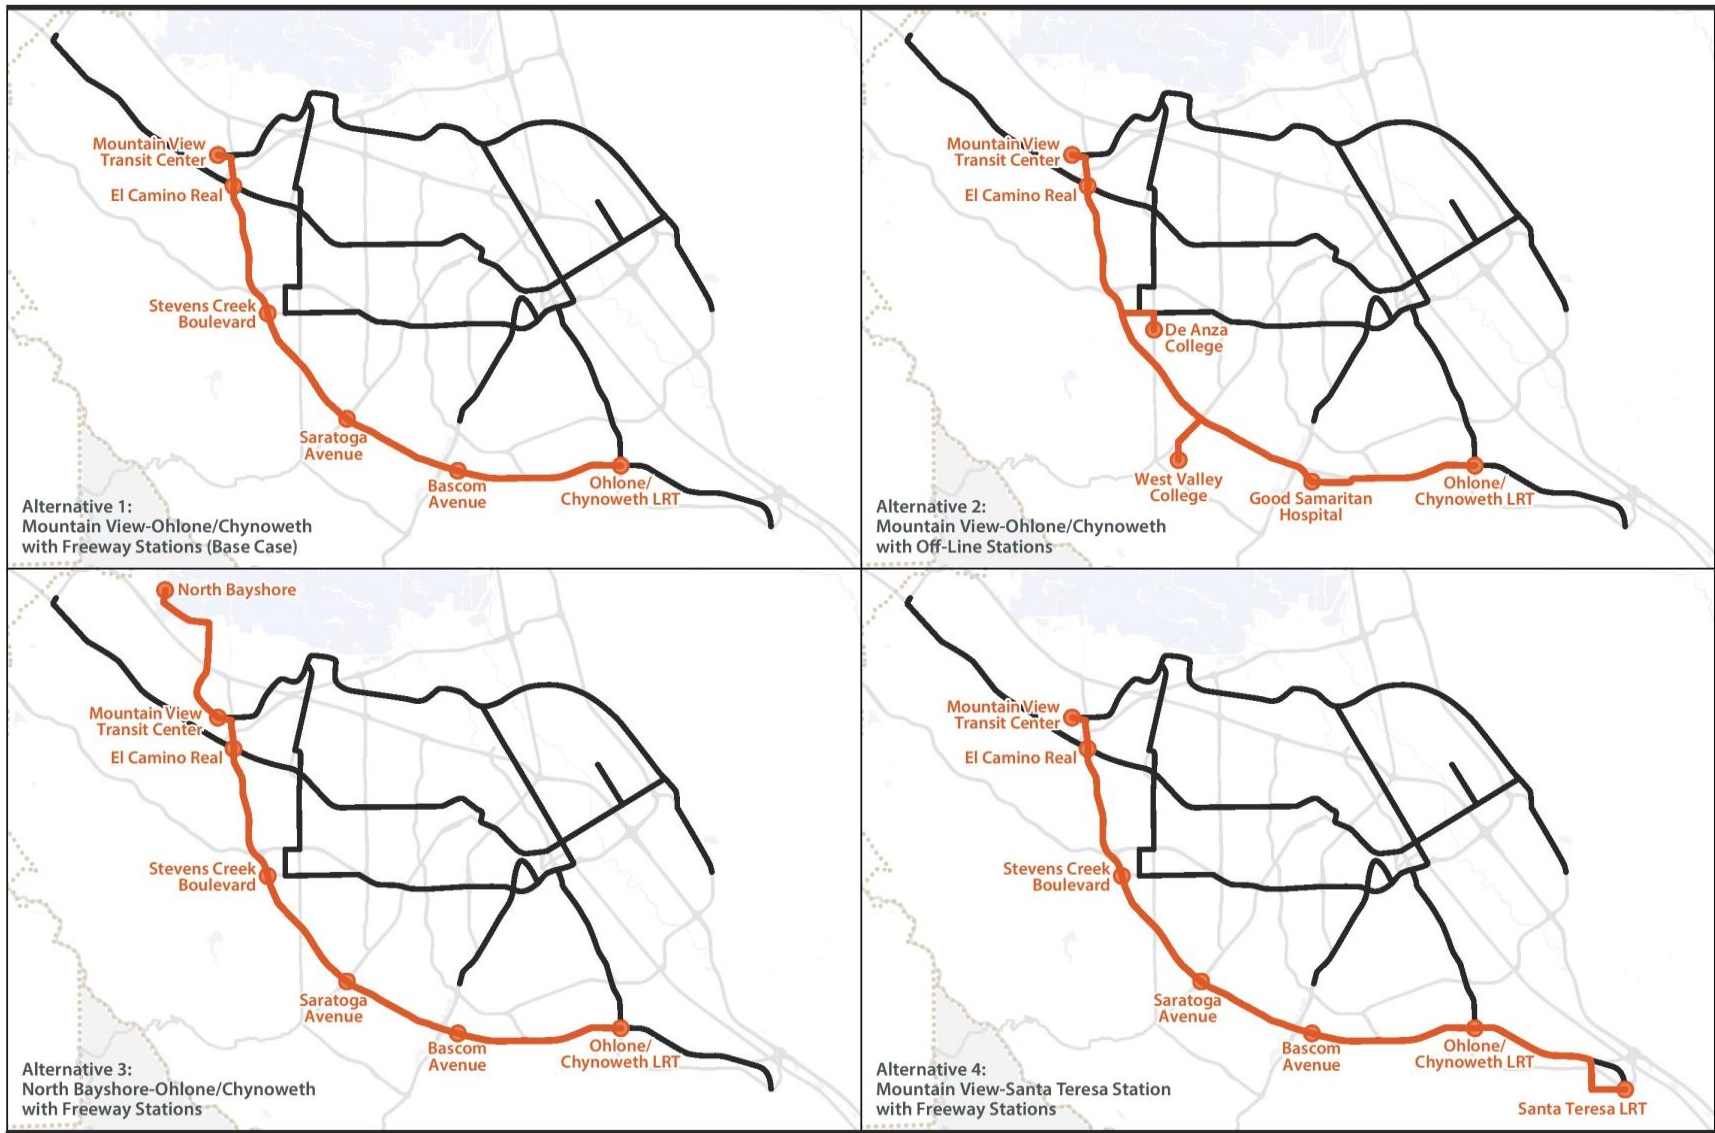 Mountain View
Transit Center
El Camino Real
Stevens Creek
Boulevard
Saratoga
Avenue
Bascom
Avenue
Ohlone/
Chynoweth LRT
Alternative 1:
Mountain View-Ohlone/Chynoweth
with Freeway Stations (Base Case)
Mountain View
Transit Center
El Camino Real
De Anza
College
West Valley
College
Good Samaritan
Hospital
Ohlone/
Chynoweth LRT
Alternative 2:
Mountain View-Ohlone/Chynoweth
with Off-Line Stations
North Bayshore
Mountain View
Transit Center
El Camino Real
Stevens Creek
Boulevard
Saratoga
Avenue
Bascom
Avenue
Ohlone/
Chynoweth LRT
Alternative 3:
North Bayshore-Ohlone/Chynoweth
with Freeway Stations
Mountain View
Transit Center
El Camino Real
Stevens Creek
Boulevard
Saratoga
Avenue
Bascom
Avenue
Ohlone/
Chynoweth LRT
Santa Teresa LRT
Alternative 4:
Mountain View-Santa Teresa Station
with Freeway Stations